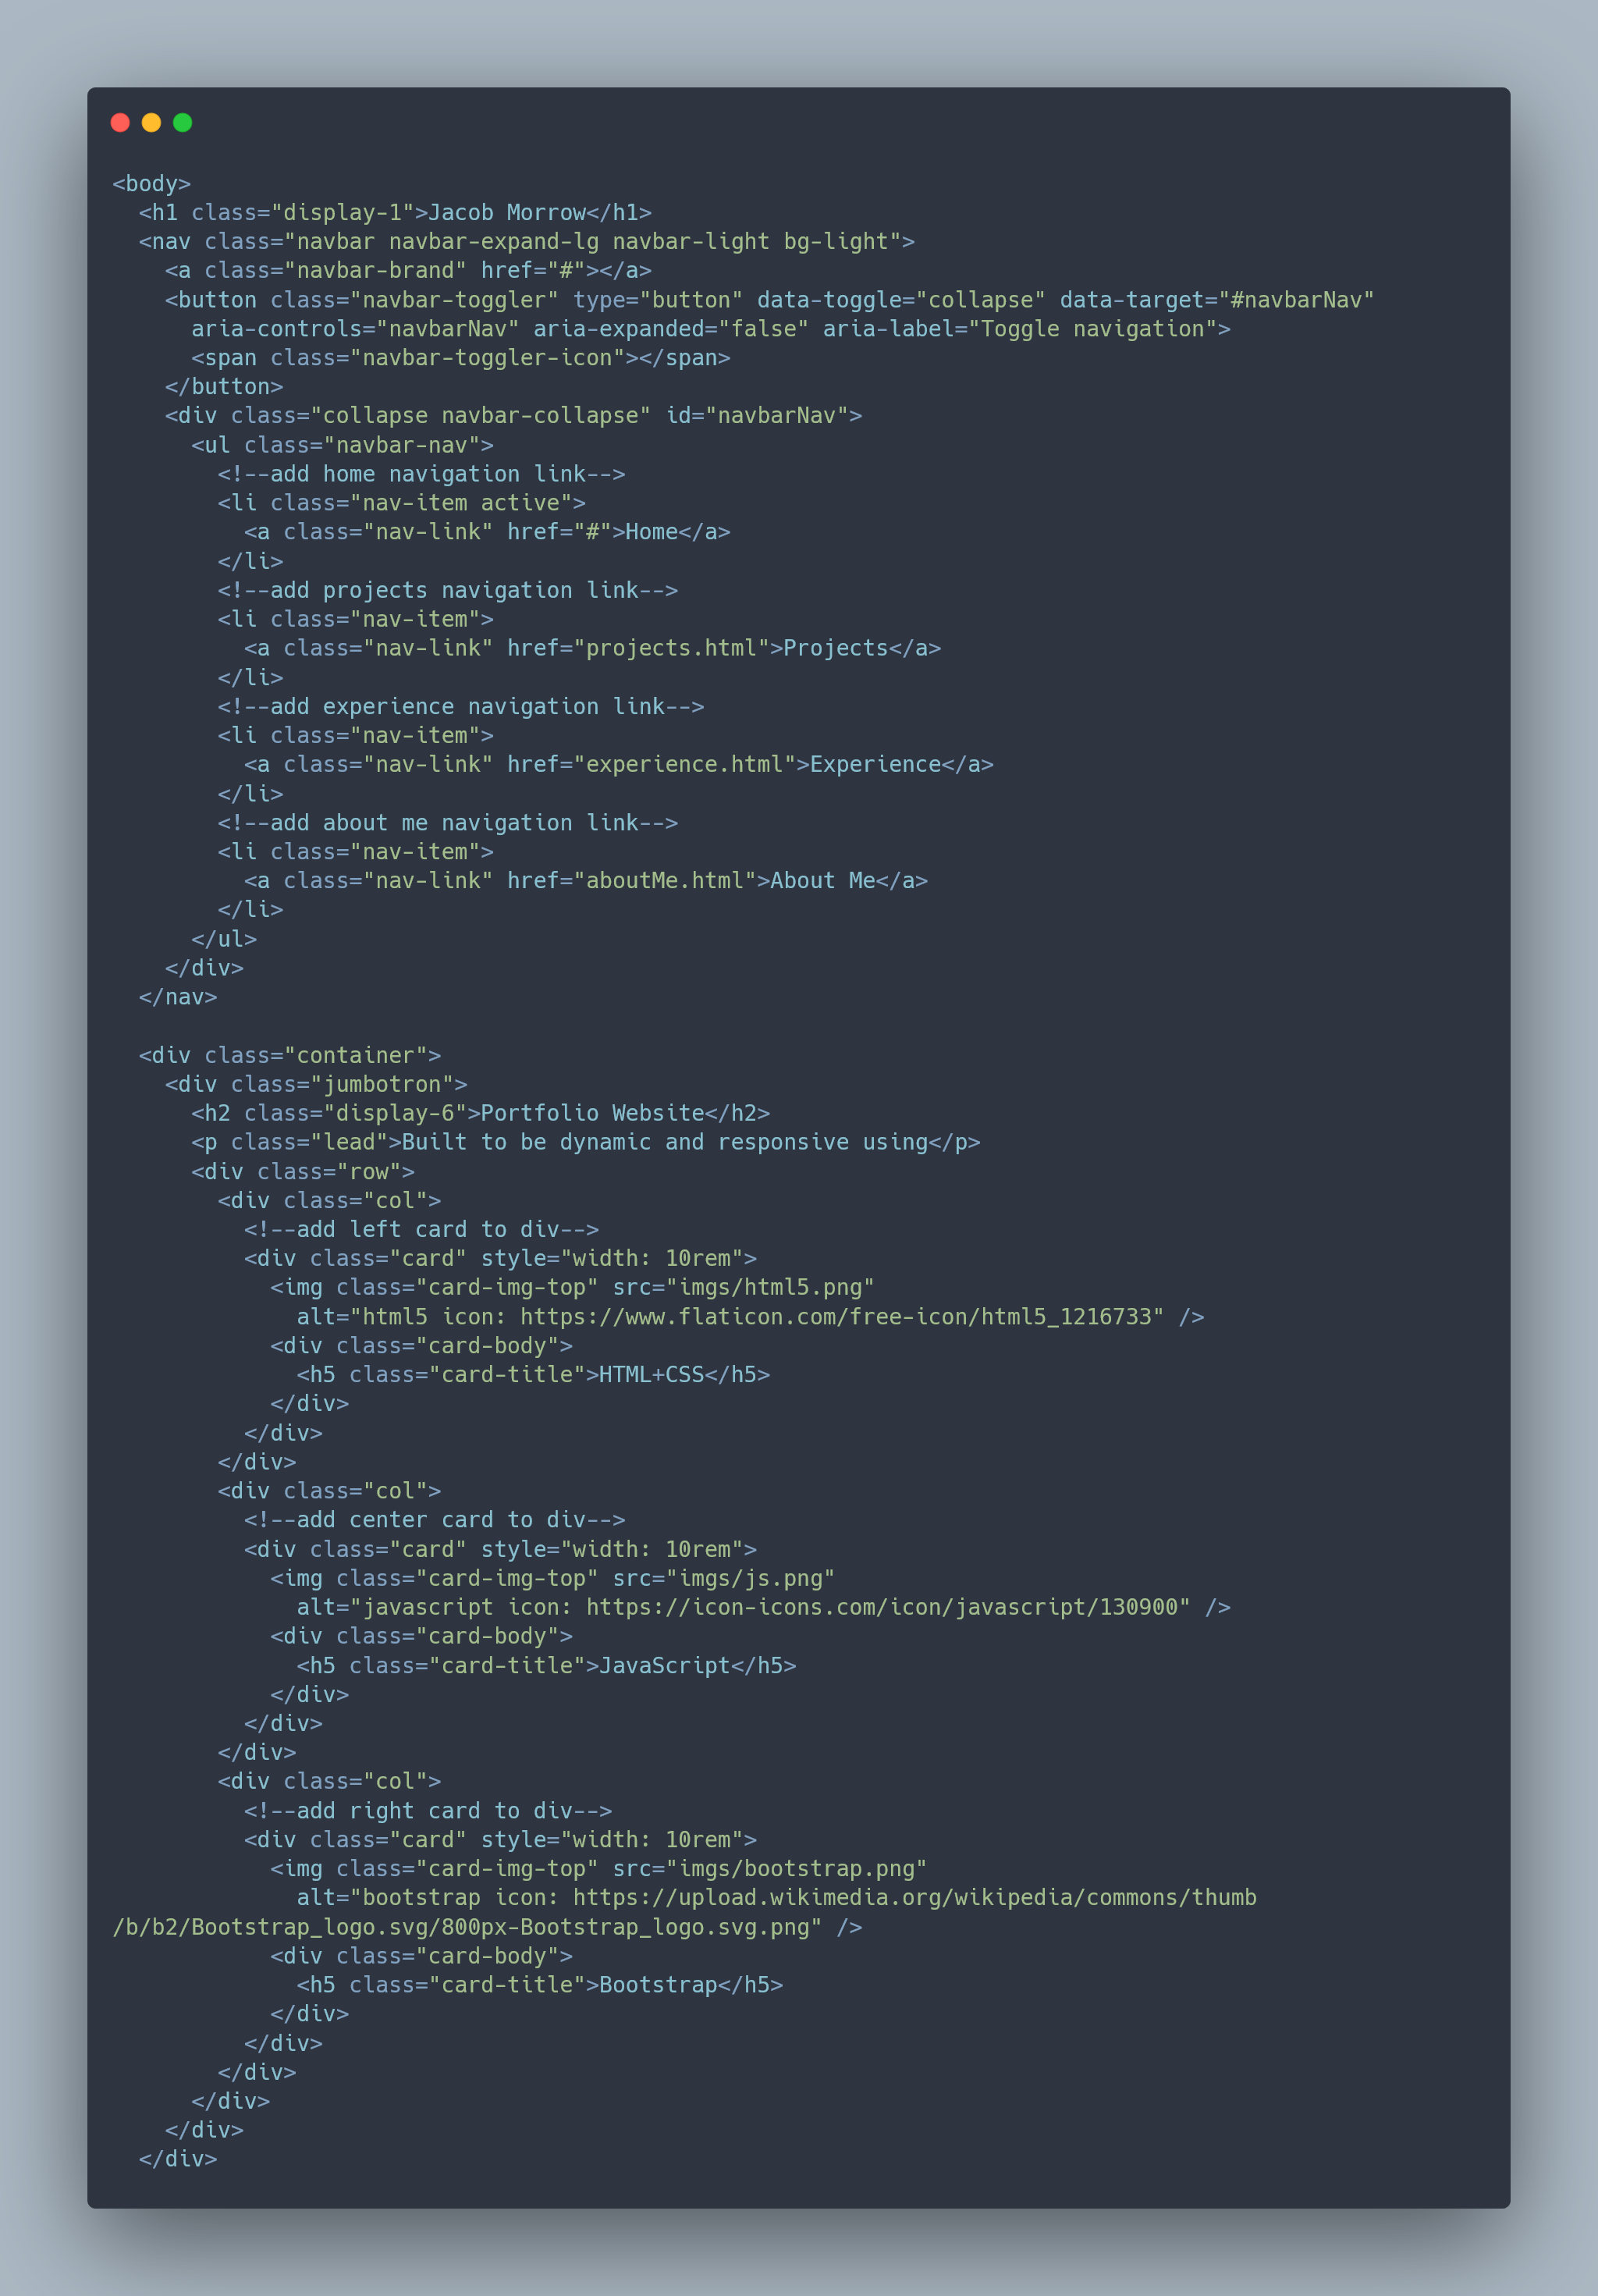 <body>
  <h1 class="display-1">Jacob Morrow</h1>
  <nav class="navbar navbar-expand-lg navbar-light bg-light">
    <a class="navbar-brand" href="#"></a>
    <button class="navbar-toggler" type="button" data-toggle="collapse" data-target="#navbarNav"
      aria-controls="navbarNav" aria-expanded="false" aria-label="Toggle navigation">
      <span class="navbar-toggler-icon"></span>
    </button>
    <div class="collapse navbar-collapse" id="navbarNav">
      <ul class="navbar-nav">
        <!--add home navigation link-->
        <li class="nav-item active">
          <a class="nav-link" href="#">Home</a>
        </li>
        <!--add projects navigation link-->
        <li class="nav-item">
          <a class="nav-link" href="projects.html">Projects</a>
        </li>
        <!--add experience navigation link-->
        <li class="nav-item">
          <a class="nav-link" href="experience.html">Experience</a>
        </li>
        <!--add about me navigation link-->
        <li class="nav-item">
          <a class="nav-link" href="aboutMe.html">About Me</a>
        </li>
      </ul>
    </div>
  </nav>

  <div class="container">
    <div class="jumbotron">
      <h2 class="display-6">Portfolio Website</h2>
      <p class="lead">Built to be dynamic and responsive using</p>
      <div class="row">
        <div class="col">
          <!--add left card to div-->
          <div class="card" style="width: 10rem">
            <img class="card-img-top" src="imgs/html5.png"
              alt="html5 icon: https://www.flaticon.com/free-icon/html5_1216733" />
            <div class="card-body">
              <h5 class="card-title">HTML+CSS</h5>
            </div>
          </div>
        </div>
        <div class="col">
          <!--add center card to div-->
          <div class="card" style="width: 10rem">
            <img class="card-img-top" src="imgs/js.png"
              alt="javascript icon: https://icon-icons.com/icon/javascript/130900" />
            <div class="card-body">
              <h5 class="card-title">JavaScript</h5>
            </div>
          </div>
        </div>
        <div class="col">
          <!--add right card to div-->
          <div class="card" style="width: 10rem">
            <img class="card-img-top" src="imgs/bootstrap.png"
              alt="bootstrap icon: https://upload.wikimedia.org/wikipedia/commons/thumb
/b/b2/Bootstrap_logo.svg/800px-Bootstrap_logo.svg.png" />
            <div class="card-body">
              <h5 class="card-title">Bootstrap</h5>
            </div>
          </div>
        </div>
      </div>
    </div>
  </div>